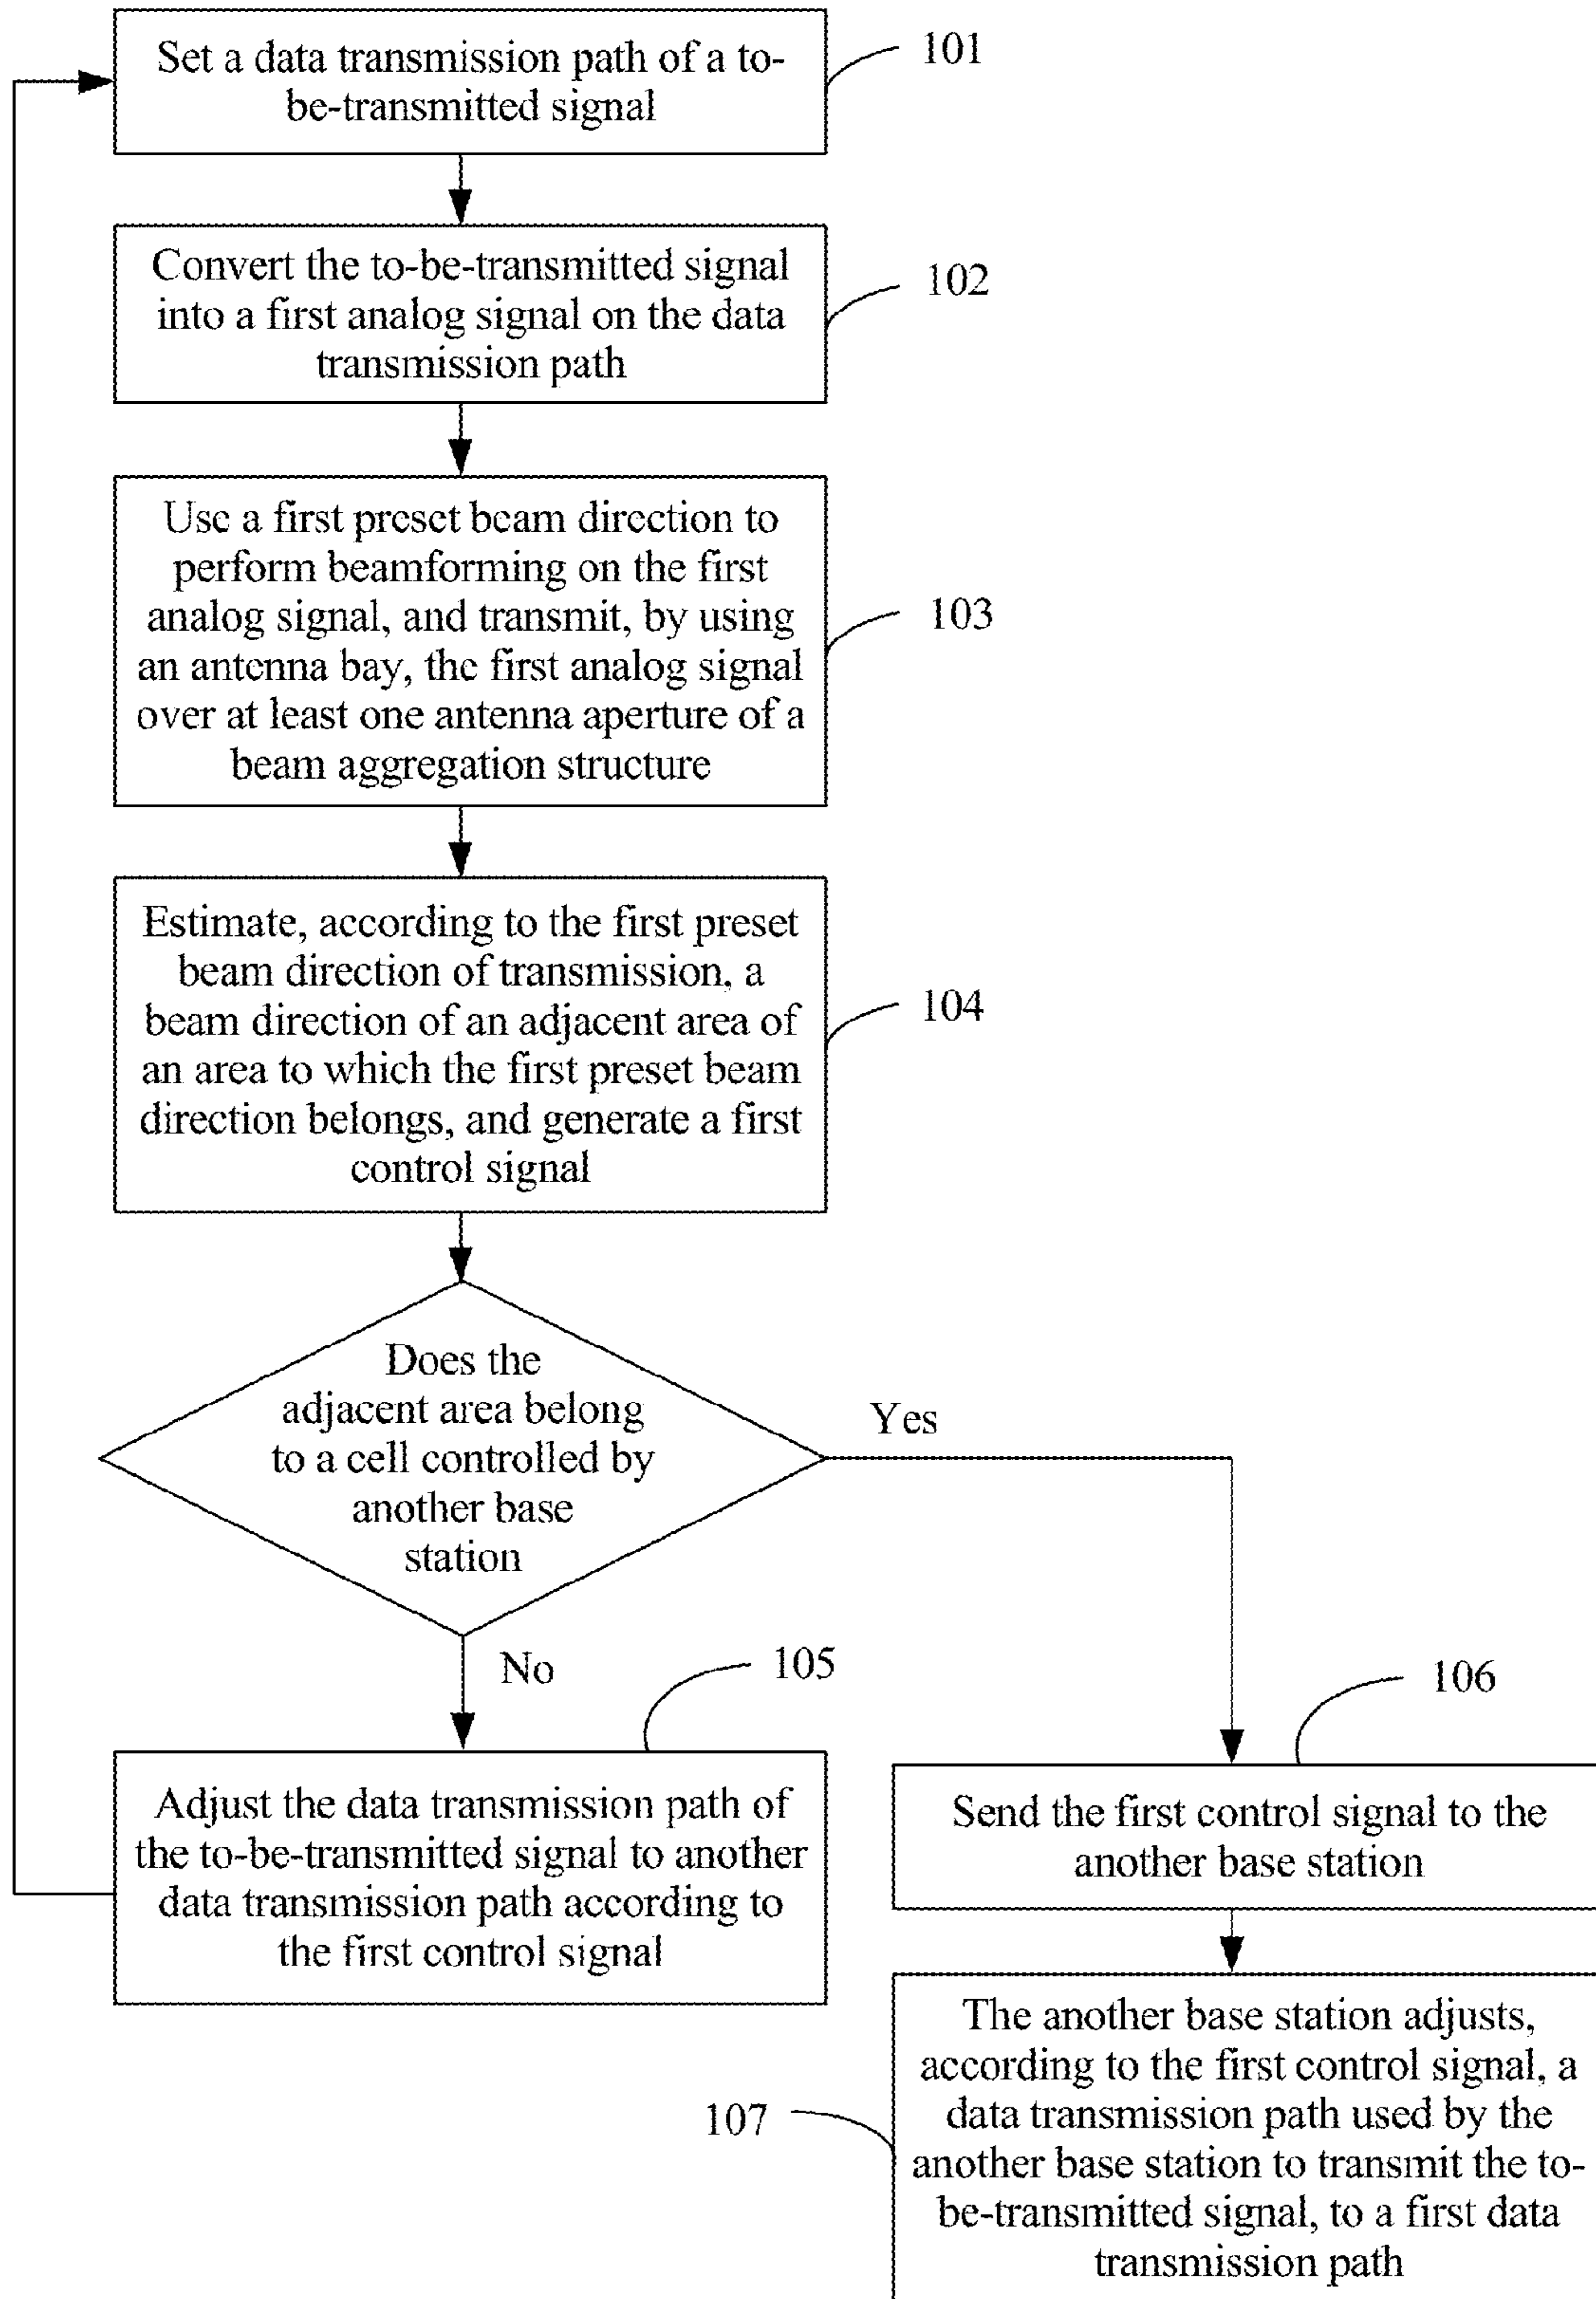 Set a data transmission path of a to-
be-transmitted signal
101
Convert the to-be-transmitted signal
into a first analog signal on the data
transmission path
102
Use a first preset beam direction to
perform beamforming on the first
analog signal, and transmit, by using
an antenna bay, the first analog signal
over at least one antenna aperture of a
beam aggregation structure
103
Estimate, according to the first preset
beam direction of transmission, a
beam direction of an adjacent area of
an area to which the first preset beam
direction belongs, and generate a first
control signal
104
Does the
adjacent area belong
to a cell controlled by
another base
station
Yes
No
105
Adjust the data transmission path of
the to-be-transmitted signal to another
data transmission path according to
the first control signal
106
Send the first control signal to the
another base station
107
The another base station adjusts,
according to the first control signal, a
data transmission path used by the
another base station to transmit the to-
be-transmitted signal, to a first data
transmission path